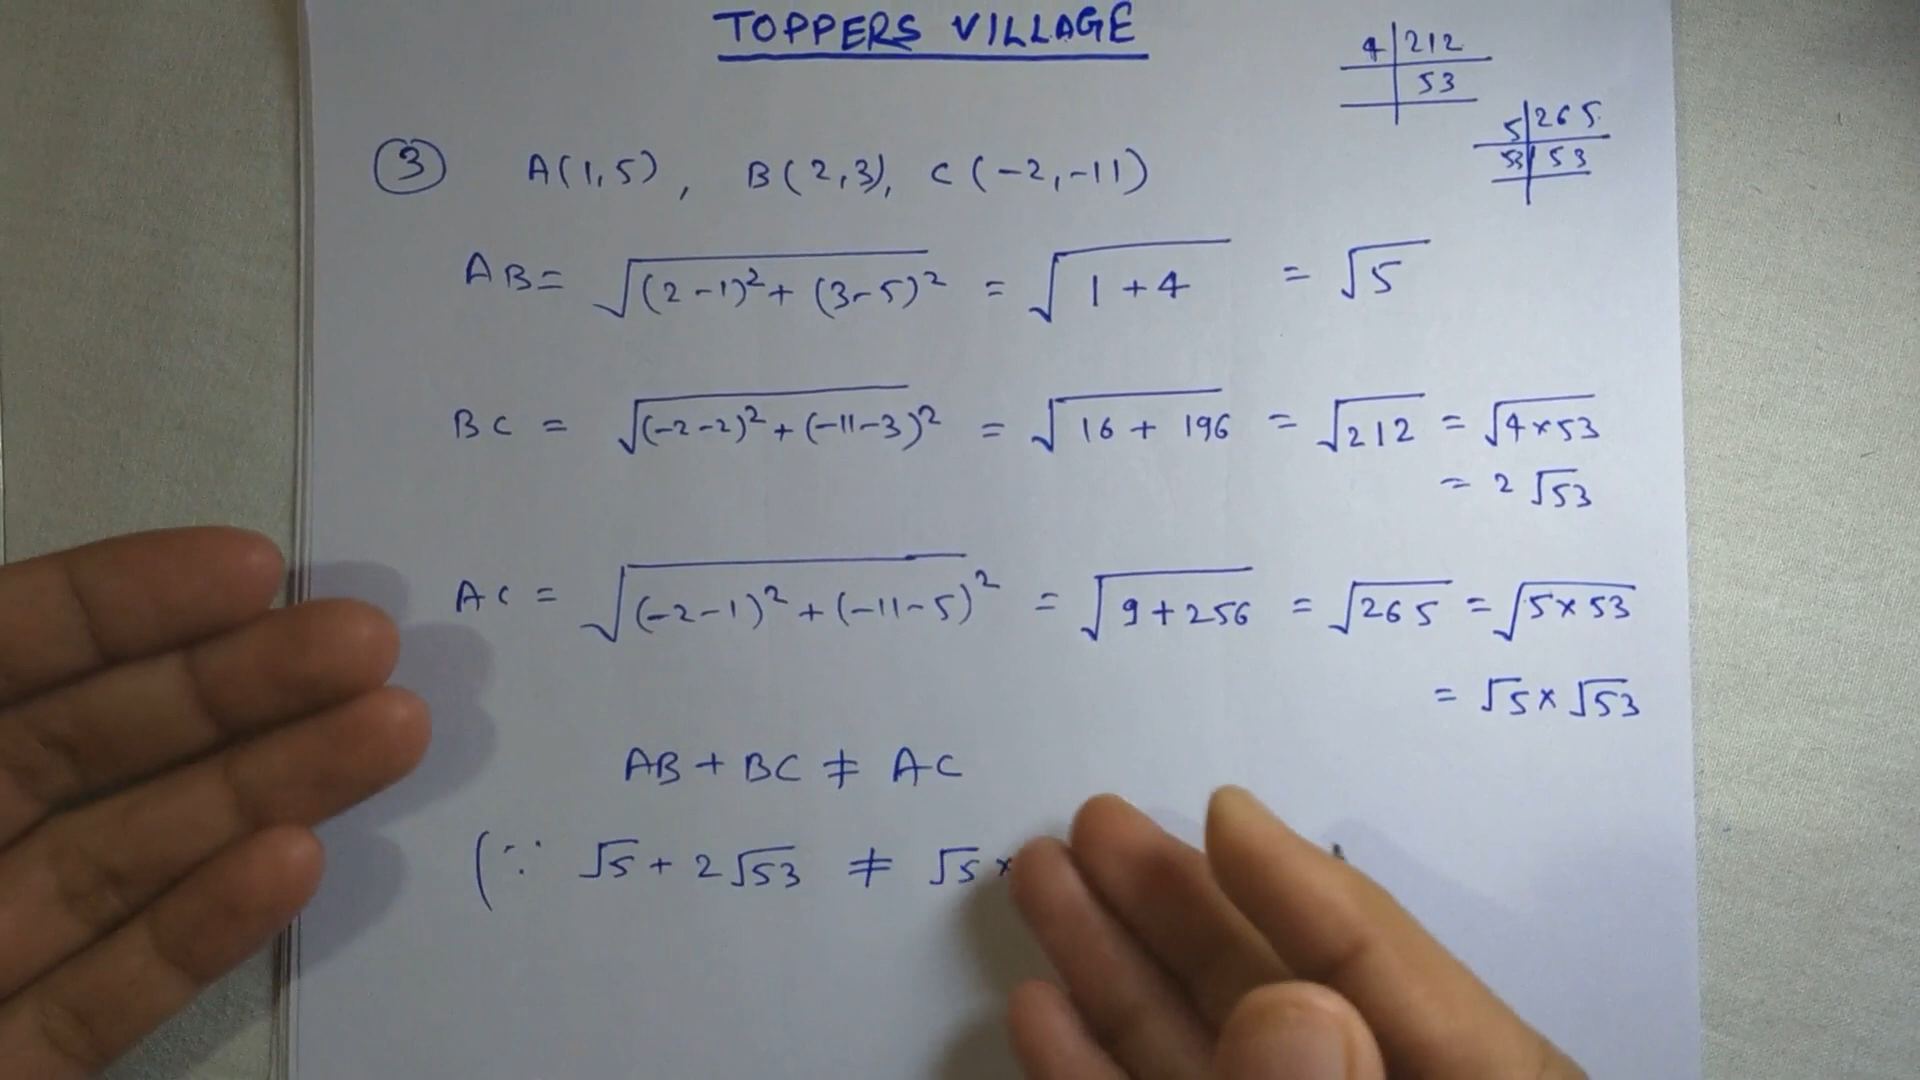 TOPPERS VILLAGE
4 | 212
53
5 | 265
53 | 53
③ A(1,5), B(2,3), C(-2,-11)
AB = √(2-1)²+(3-5)² = √1+4 = √5
BC = √(-2-2)²+(-11-3)² = √16+196 = √212 = √4×53
= 2√53
AC = √(-2-1)²+(-11-5)² = √9+256 = √265 = √5×53
= √5×√53
AB + BC ≠ AC
(∵ √5+2√53 ≠ √5×